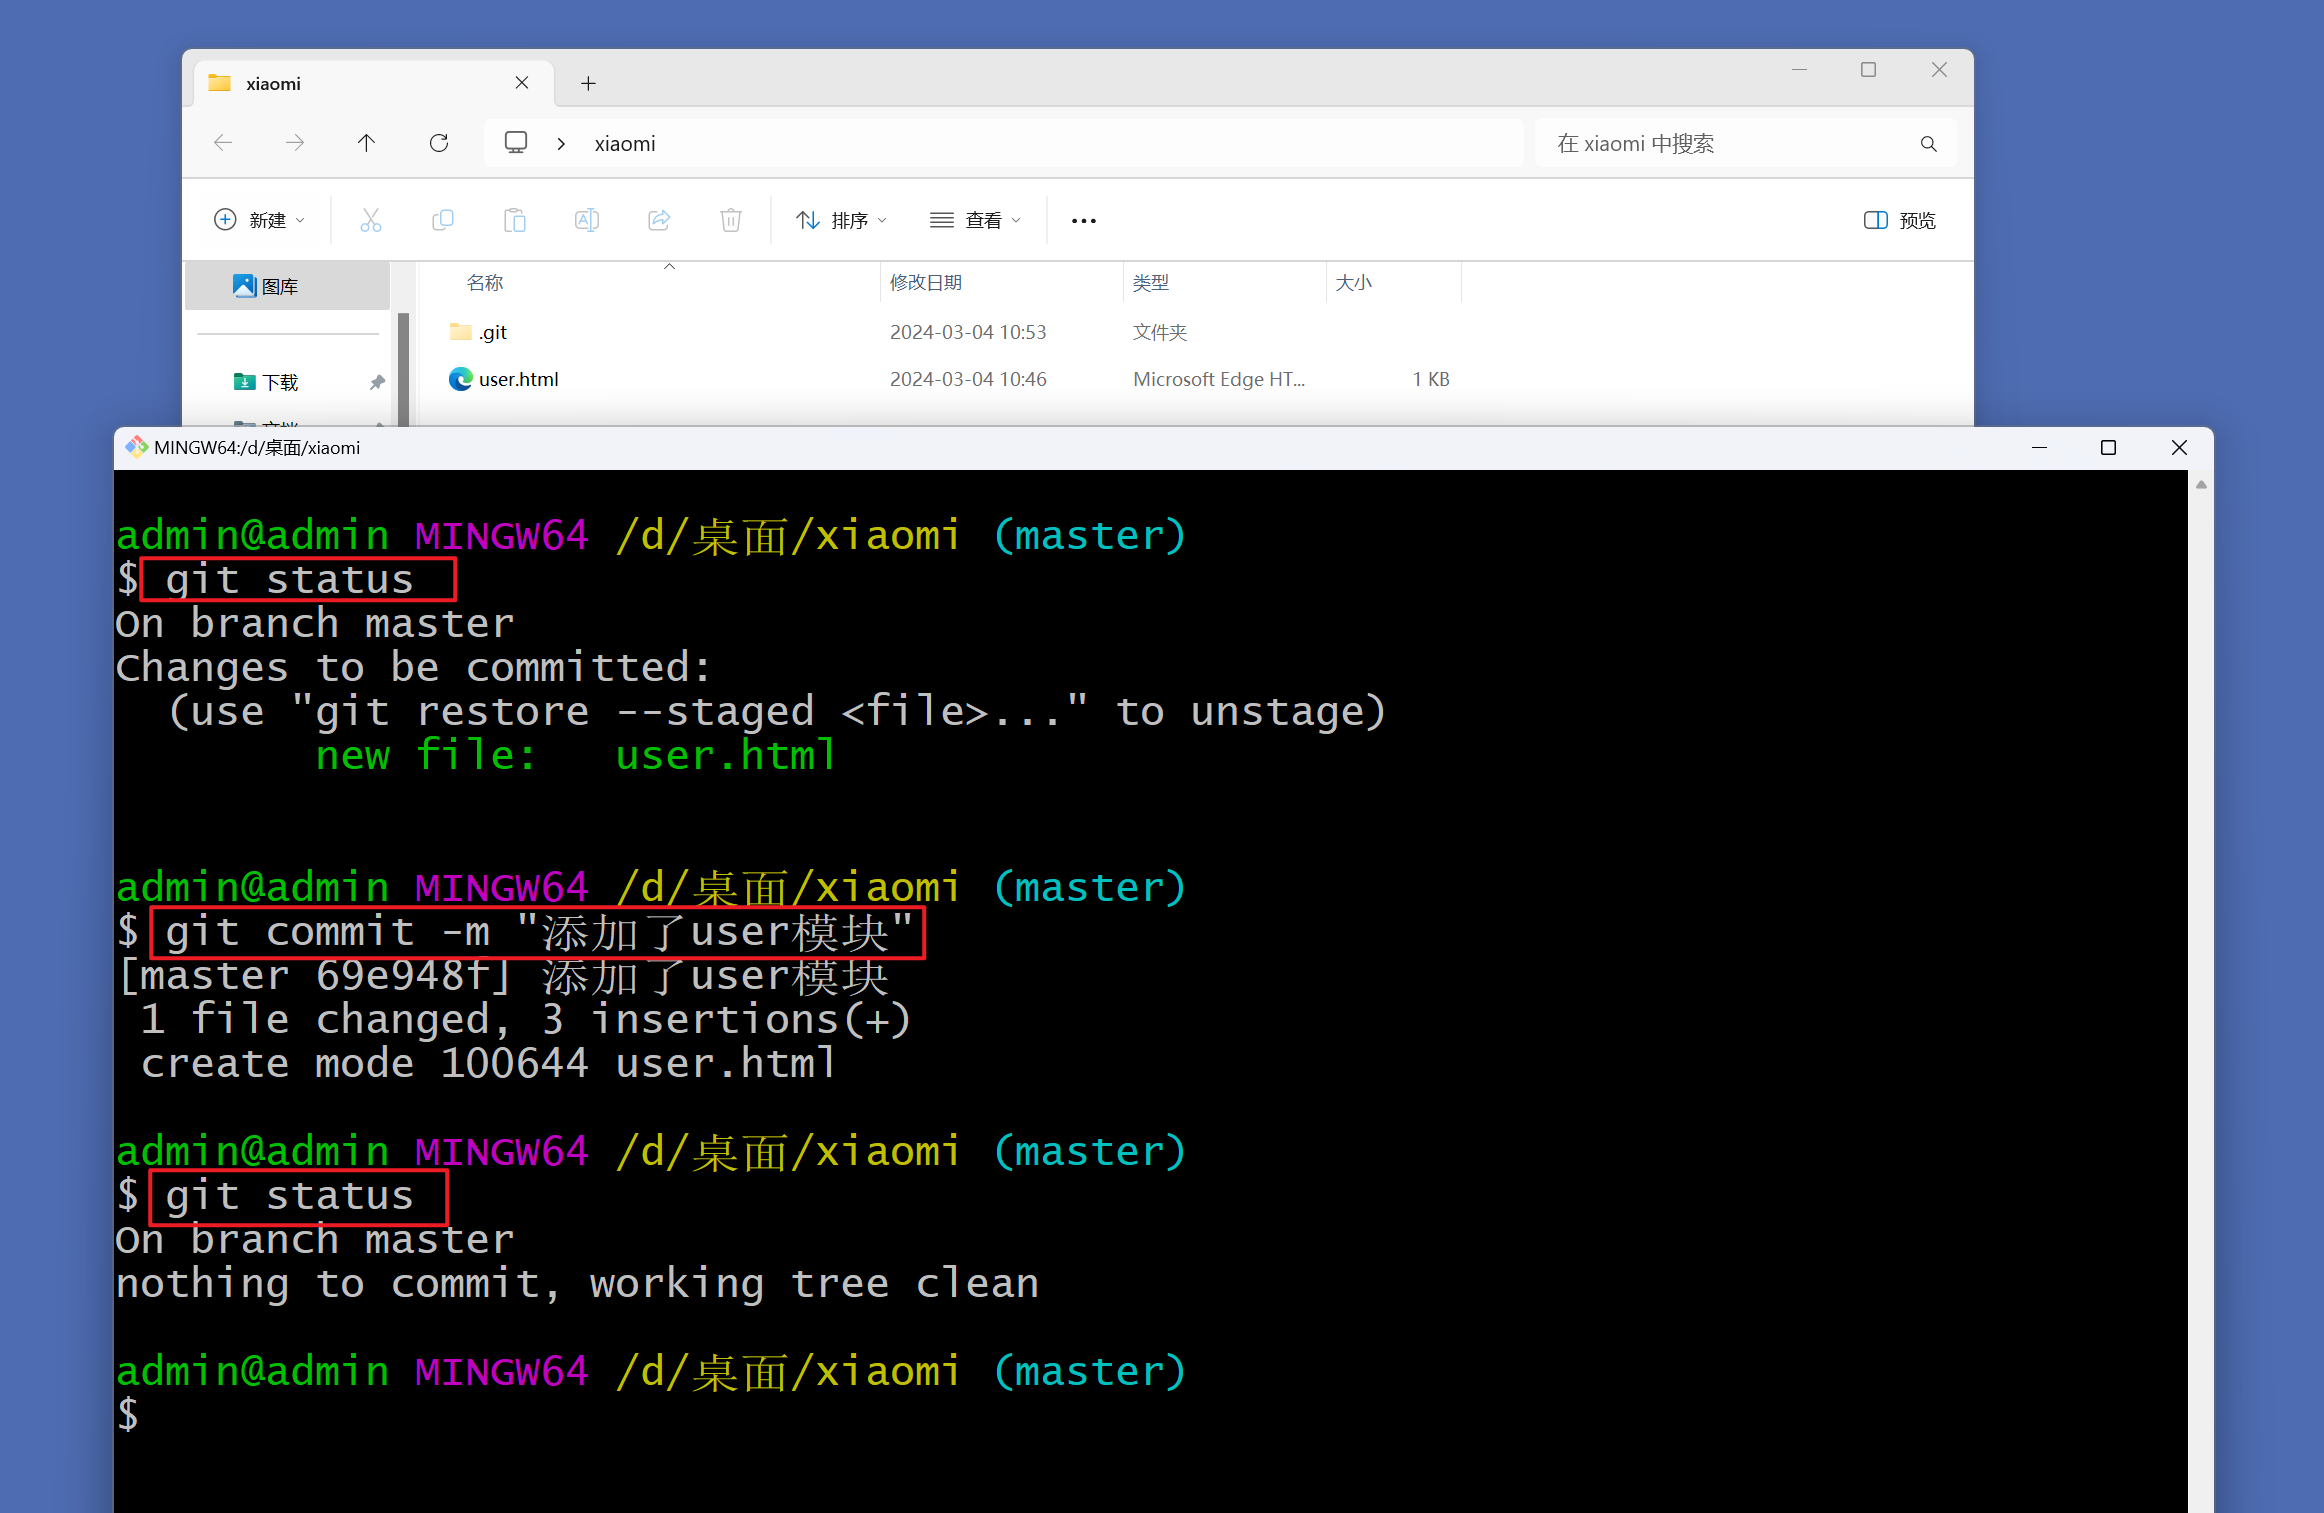 xiaomi
xiaomi
在 xiaomi 中搜索
新建
排序
查看
预览
图库
名称
修改日期
类型
大小
.git
2024-03-04 10:53
文件夹
下载
user.html
2024-03-04 10:46
Microsoft Edge HT...
1 KB
MINGW64:/d/桌面/xiaomi
admin@admin MINGW64 /d/桌面/xiaomi (master)
$ git status
On branch master
Changes to be committed:
  (use "git restore --staged <file>..." to unstage)
        new file:   user.html
admin@admin MINGW64 /d/桌面/xiaomi (master)
$ git commit -m "添加了user模块"
[master 69e948f] 添加了user模块
 1 file changed, 3 insertions(+)
 create mode 100644 user.html
admin@admin MINGW64 /d/桌面/xiaomi (master)
$ git status
On branch master
nothing to commit, working tree clean
admin@admin MINGW64 /d/桌面/xiaomi (master)
$